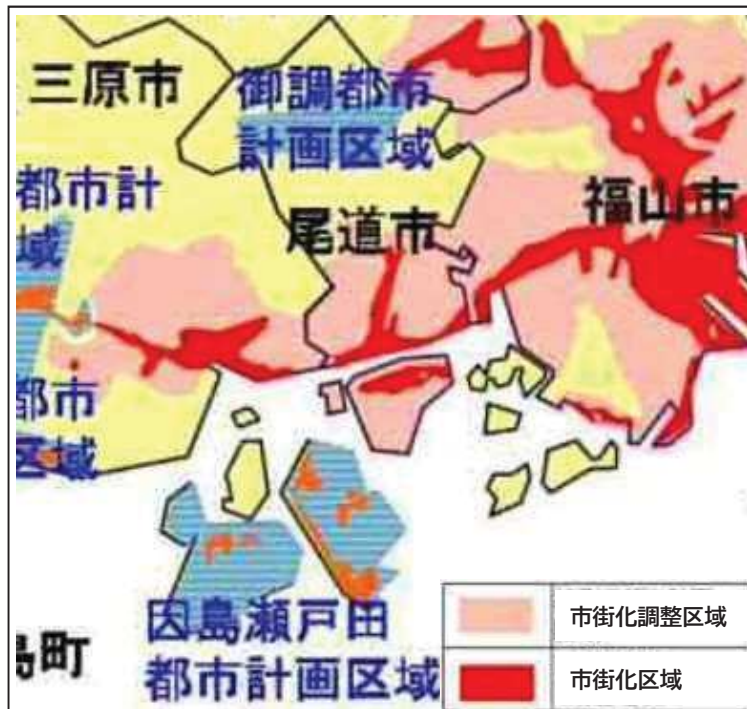 三原市
御調都市
計画区域
都市計
域
尾道市
福山市
都市
区域
因島瀬戸田
都市計画区域
島町
市街化調整区域
市街化区域